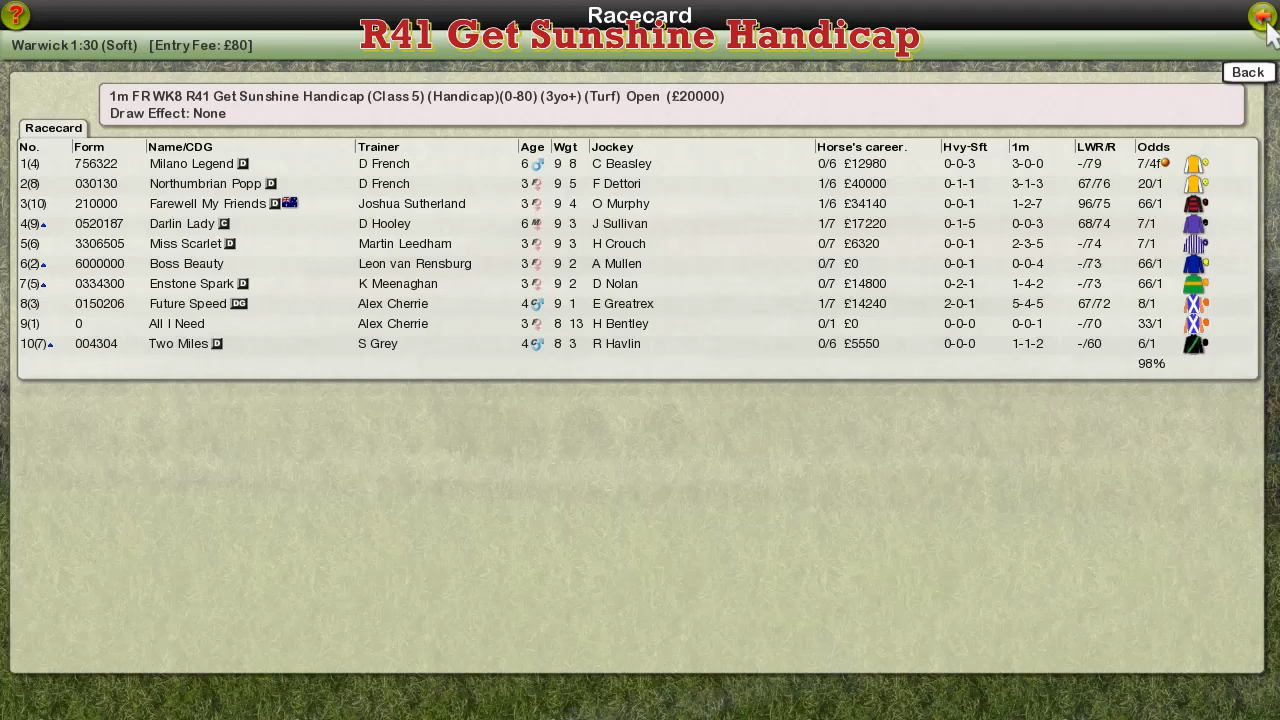 Racecard
R41 Get Sunshine Handicap
Warwick 1:30 (Soft) [Entry Fee: £80]
Back
1m FR WK8 R41 Get Sunshine Handicap (Class 5) (Handicap)(0-80) (3yo+) (Turf) Open (£20000)
Draw Effect: None
Racecard
No. Form Name/CDG Trainer Age Wgt Jockey Horse's career. Hvy-Sft 1m LWR/R Odds
1(4) 756322 Milano Legend D D French 6 9 8 C Beasley 0/6 £12980 0-0-3 3-0-0 -/79 7/4f
2(8) 030130 Northumbrian Popp D D French 3 9 5 F Dettori 1/6 £40000 0-1-1 3-1-3 67/76 20/1
3(10) 210000 Farewell My Friends D Joshua Sutherland 3 9 4 O Murphy 1/6 £34140 0-0-1 1-2-7 96/75 66/1
4(9) 0520187 Darlin Lady C D Hooley 6 9 3 J Sullivan 1/7 £17220 0-1-5 0-0-3 68/74 7/1
5(6) 3306505 Miss Scarlet D Martin Leedham 3 9 3 H Crouch 0/7 £6320 0-0-1 2-3-5 -/74 7/1
6(2) 6000000 Boss Beauty Leon van Rensburg 3 9 2 A Mullen 0/7 £0 0-0-1 0-0-4 -/73 66/1
7(5) 0334300 Enstone Spark D K Meenaghan 3 9 2 D Nolan 0/7 £14800 0-2-1 1-4-2 -/73 66/1
8(3) 0150206 Future Speed DG Alex Cherrie 4 9 1 E Greatrex 1/7 £14240 2-0-1 5-4-5 67/72 8/1
9(1) 0 All I Need Alex Cherrie 3 8 13 H Bentley 0/1 £0 0-0-0 0-0-1 -/70 33/1
10(7) 004304 Two Miles D S Grey 4 8 3 R Havlin 0/6 £5550 0-0-0 1-1-2 -/60 6/1
98%